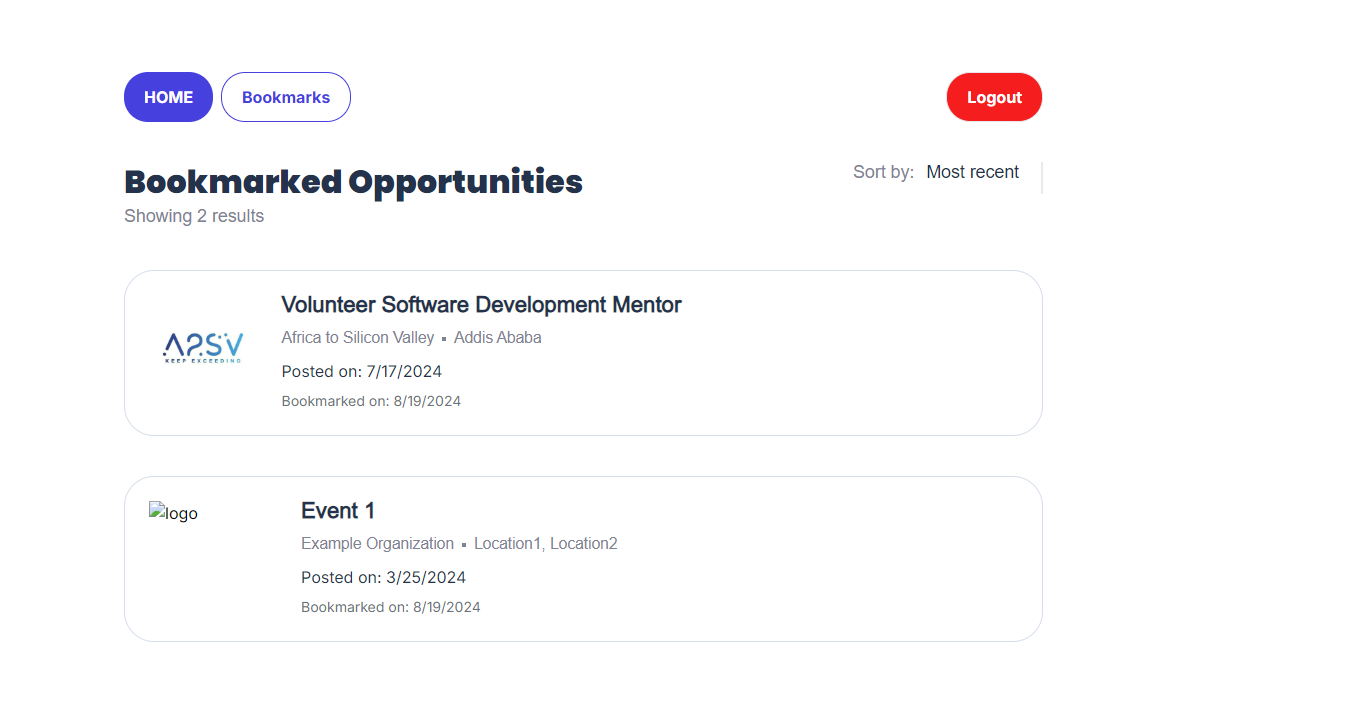 HOME Bookmarks Logout
Bookmarked Opportunities
Sort by: Most recent
Showing 2 results
Volunteer Software Development Mentor
A2SV
KEEP EXCEEDING
Africa to Silicon Valley ▪ Addis Ababa
Posted on: 7/17/2024
Bookmarked on: 8/19/2024
logo
Event 1
Example Organization ▪ Location1, Location2
Posted on: 3/25/2024
Bookmarked on: 8/19/2024